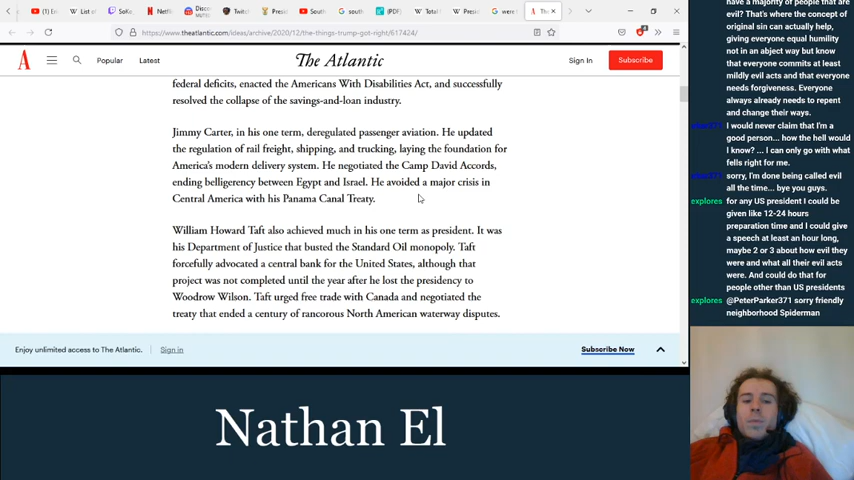 (1) En
List of
SoKo
Netfl
Disco
Twitch
Presid
South
G south
(PDF)
Total
Presi
G were
The
https://www.theatlantic.com/ideas/archive/2020/12/the-things-trump-got-right/617424/
Popular
Latest
The Atlantic
Sign In
Subscribe
federal deficits, enacted the Americans With Disabilities Act, and successfully
resolved the collapse of the savings-and-loan industry.
Jimmy Carter, in his one term, deregulated passenger aviation. He updated
the regulation of rail freight, shipping, and trucking, laying the foundation for
America's modern delivery system. He negotiated the Camp David Accords,
ending belligerency between Egypt and Israel. He avoided a major crisis in
Central America with his Panama Canal Treaty.
William Howard Taft also achieved much in his one term as president. It was
his Department of Justice that busted the Standard Oil monopoly. Taft
forcefully advocated a central bank for the United States, although that
project was not completed until the year after he lost the presidency to
Woodrow Wilson. Taft urged free trade with Canada and negotiated the
treaty that ended a century of rancorous North American waterway disputes.
Enjoy unlimited access to The Atlantic.
Sign in
Subscribe Now
Nathan El
have a majority of people that are
evil? That's where the concept of
original sin can actually help,
giving everyone equal humility
not in an abject way but know
that everyone commits at least
mildly evil acts and that everyone
needs forgiveness. Everyone
always already needs to repent
and change their ways.
I would never claim that I'm a
good person... how the hell would
I know? ... I can only go with what
fells right for me.
sorry, I'm done being called evil
all the time... bye you guys.
explores
for any US president I could be
given like 12-24 hours
preparation time and I could give
a speech at least an hour long,
maybe 2 or 3 about how evil they
were and what all their evil acts
were. And could do that for
people other than US presidents
explores
@PeterParker371 sorry friendly
neighborhood Spiderman